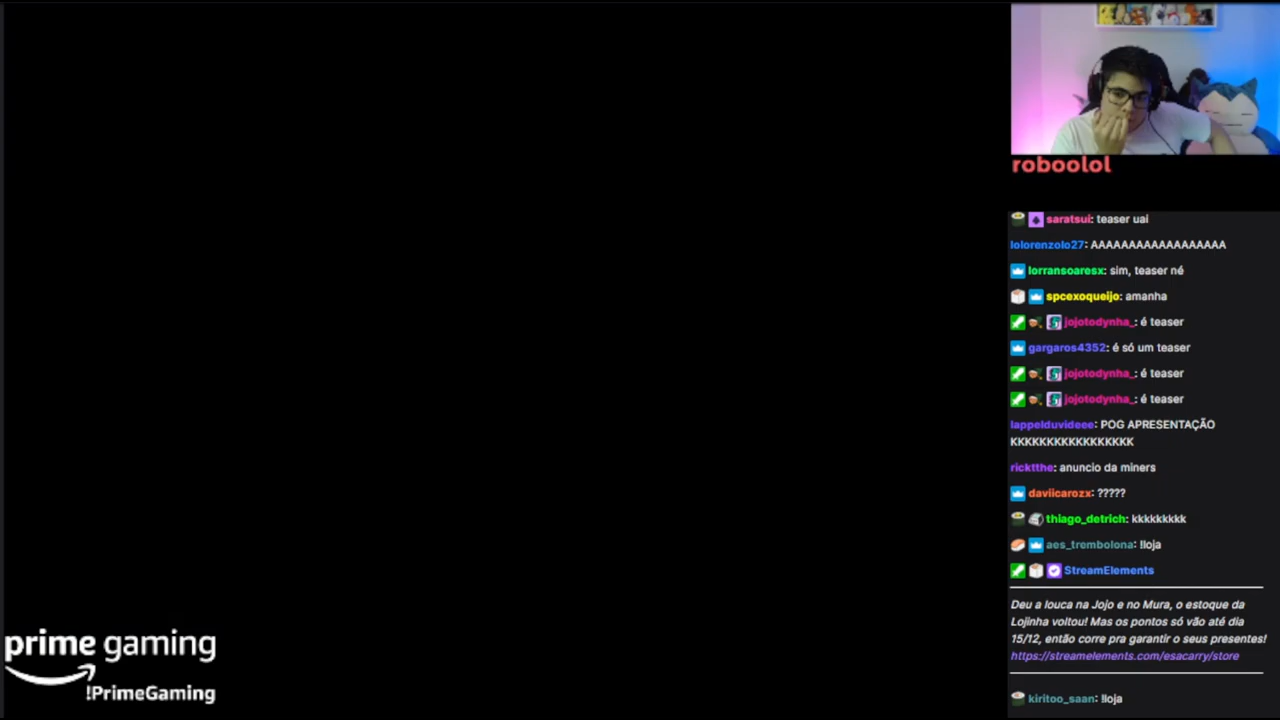 roboolol
saratsui: teaser uai
lolorenzolo27: AAAAAAAAAAAAAAAAAA
lorransoaresx: sim, teaser né
spcexoqueijo: amanha
jojotodynha_: é teaser
gargaros4352: é só um teaser
jojotodynha_: é teaser
jojotodynha_: é teaser
lappelduvideee: POG APRESENTAÇÃO
KKKKKKKKKKKKKKKKK
ricktthe: anuncio da miners
daviicarozx: ?????
thiago_detrich: kkkkkkkkk
aes_trembolona: !loja
StreamElements
Deu a louca na Jojo e no Mura, o estoque da
Lojinha voltou! Mas os pontos só vão até dia
15/12, então corre pra garantir o seus presentes!
https://streamelements.com/esacarry/store
kiritoo_saan: !loja
prime gaming
!PrimeGaming